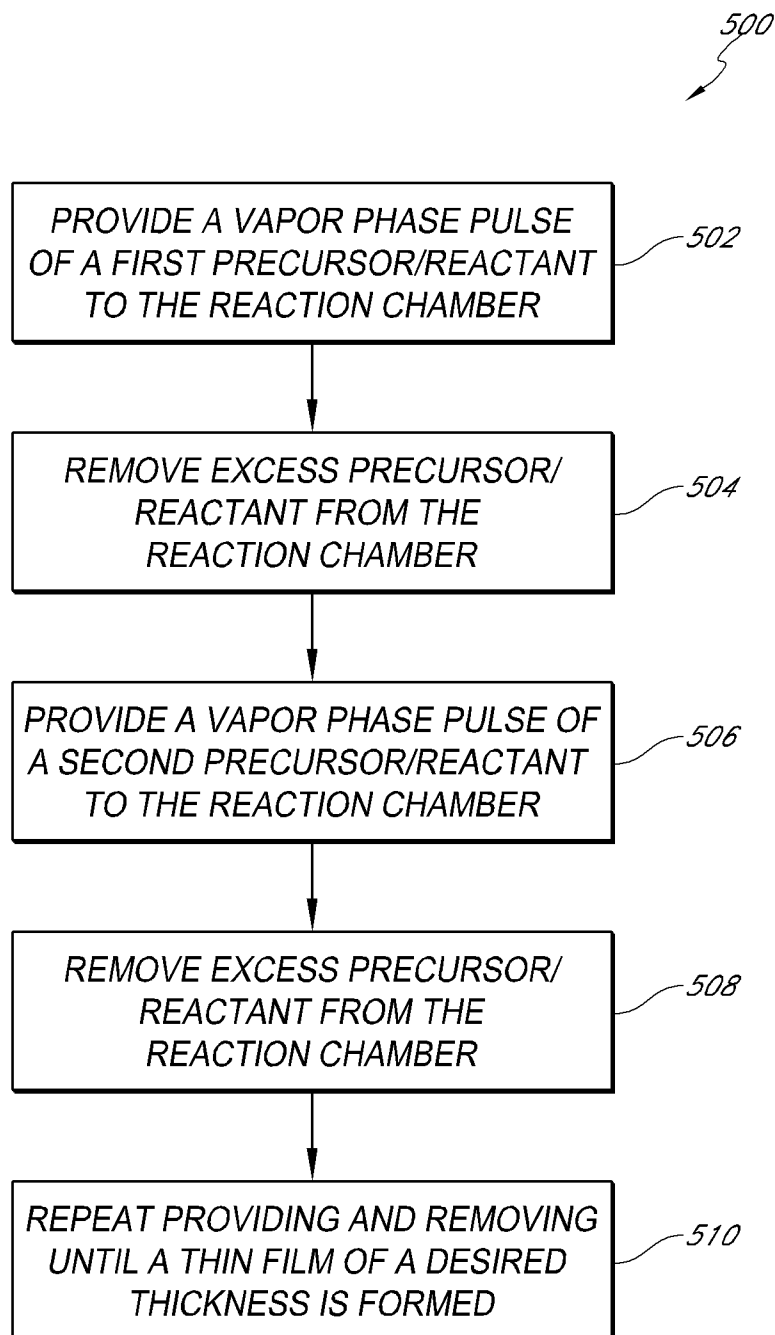 500
PROVIDE A VAPOR PHASE PULSE
OF A FIRST PRECURSOR/REACTANT
TO THE REACTION CHAMBER
502
REMOVE EXCESS PRECURSOR/
REACTANT FROM THE
REACTION CHAMBER
504
PROVIDE A VAPOR PHASE PULSE OF
A SECOND PRECURSOR/REACTANT
TO THE REACTION CHAMBER
506
REMOVE EXCESS PRECURSOR/
REACTANT FROM THE
REACTION CHAMBER
508
REPEAT PROVIDING AND REMOVING
UNTIL A THIN FILM OF A DESIRED
THICKNESS IS FORMED
510